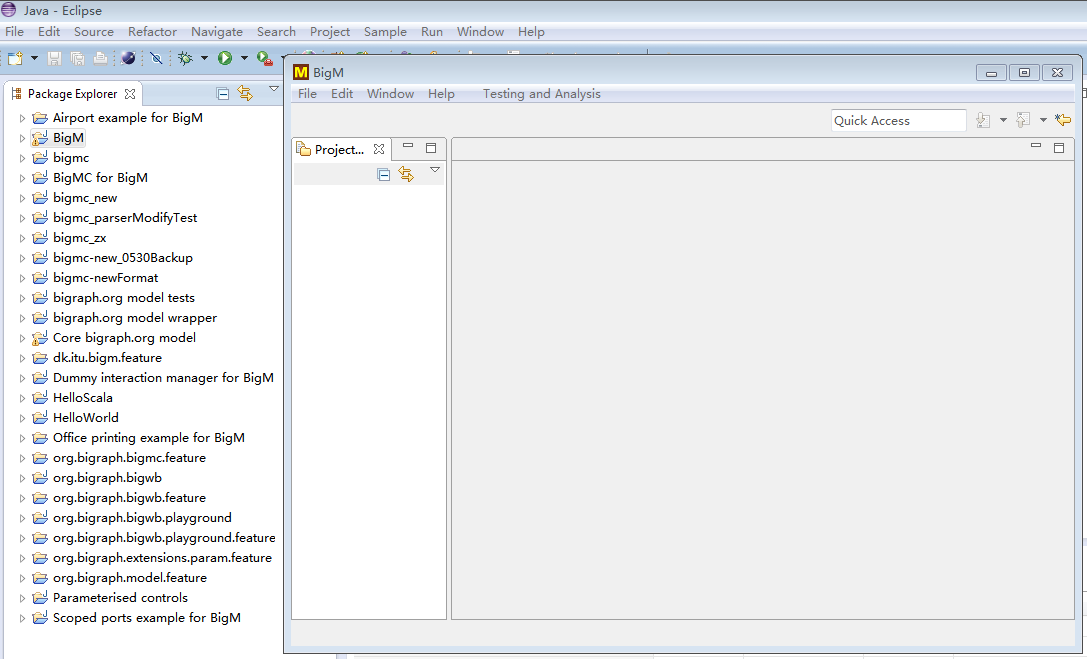 Java - Eclipse
File Edit Source Refactor Navigate Search Project Sample Run Window Help
Package Explorer
Airport example for BigM
BigM
bigmc
BigMC for BigM
bigmc_new
bigmc_parserModifyTest
bigmc_zx
bigmc-new_0530Backup
bigmc-newFormat
bigraph.org model tests
bigraph.org model wrapper
Core bigraph.org model
dk.itu.bigm.feature
Dummy interaction manager for BigM
HelloScala
HelloWorld
Office printing example for BigM
org.bigraph.bigmc.feature
org.bigraph.bigwb
org.bigraph.bigwb.feature
org.bigraph.bigwb.playground
org.bigraph.bigwb.playground.feature
org.bigraph.extensions.param.feature
org.bigraph.model.feature
Parameterised controls
Scoped ports example for BigM
M BigM
File Edit Window Help Testing and Analysis
Quick Access
Project...